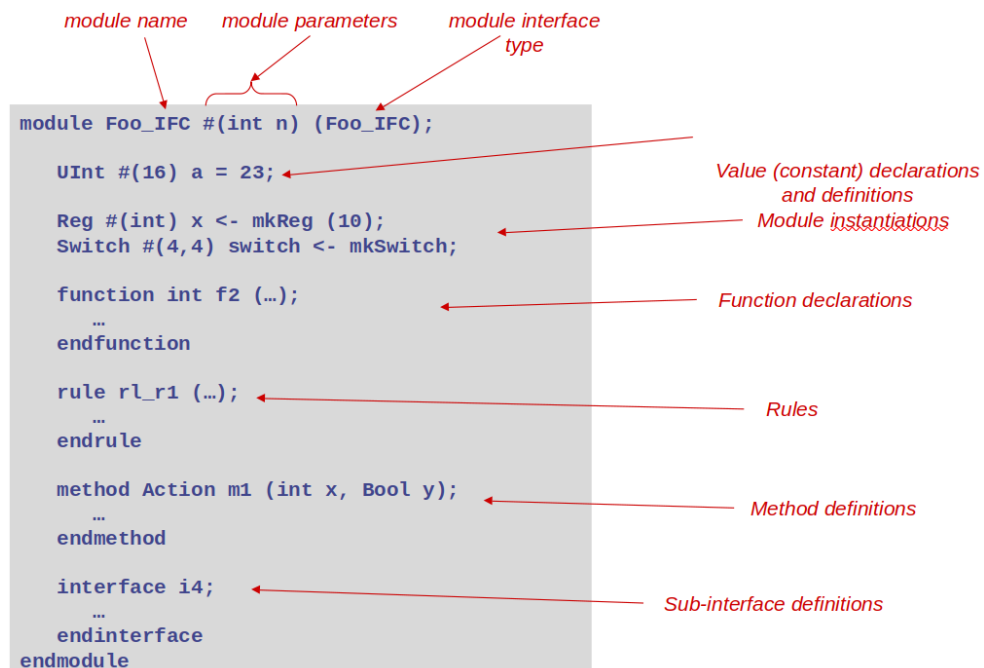 module name module parameters module interface
type
module Foo_IFC #(int n) (Foo_IFC);
UInt #(16) a = 23;
Value (constant) declarations
and definitions
Reg #(int) x <- mkReg (10);
Module instantiations
Switch #(4,4) switch <- mkSwitch;
function int f2 (…);
Function declarations
…
endfunction
rule rl_r1 (…);
Rules
…
endrule
method Action m1 (int x, Bool y);
Method definitions
…
endmethod
interface i4;
Sub-interface definitions
…
endinterface
endmodule